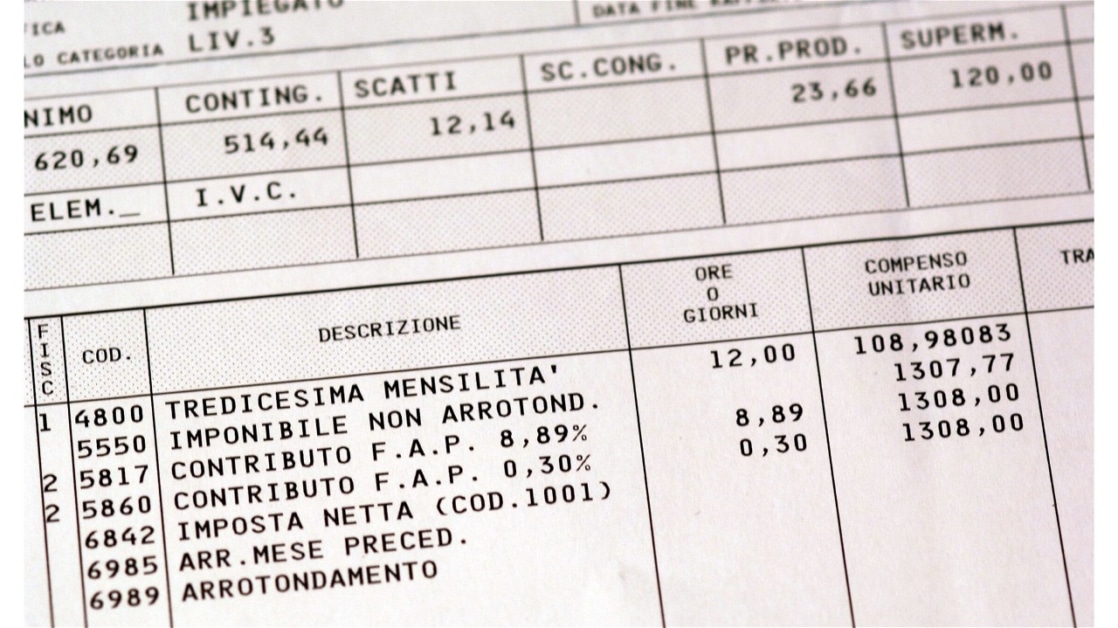 IMPIEGATO
LO CATEGORIA LIV.3
CONTING. SCATTI SC.CONG. PR.PROD. SUPERM.
620,69 514,44 12,14 23,66 120,00
ELEM._ I.V.C.
FISC COD. DESCRIZIONE ORE O GIORNI COMPENSO UNITARIO
1 4800 TREDICESIMA MENSILITA' 12,00 108,98083
5550 IMPONIBILE NON ARROTOND. 1307,77
2 5817 CONTRIBUTO F.A.P. 8,89% 8,89 1308,00
2 5860 CONTRIBUTO F.A.P. 0,30% 0,30 1308,00
6842 IMPOSTA NETTA (COD.1001)
6985 ARR.MESE PRECED.
6989 ARROTONDAMENTO